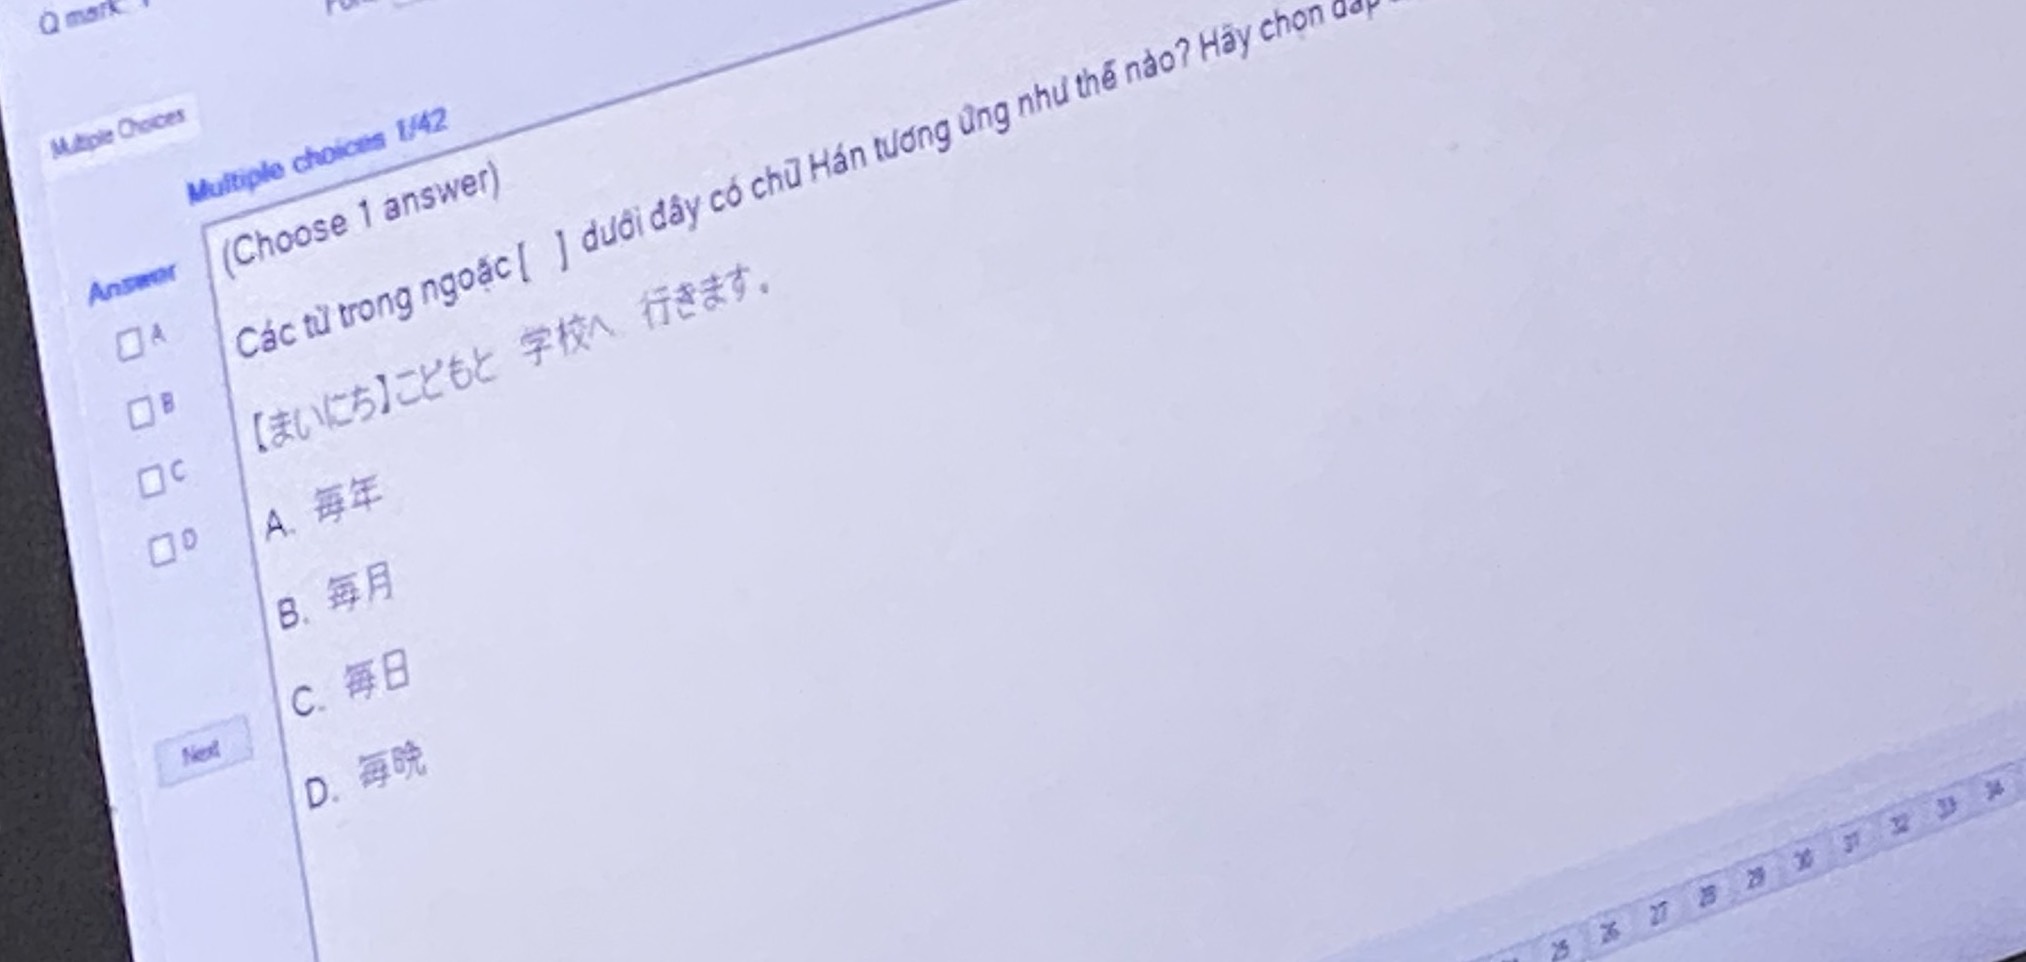 Q mark
Multiple Choices
Multiple choices 1/42
Answer
A
B
C
D
Next
(Choose 1 answer)
Các từ trong ngoặc [ ] dưới đây có chữ Hán tương ứng như thế nào? Hãy chọn đáp
【まいにち】こどもと 学校へ 行きます。
A. 毎年
B. 毎月
C. 毎日
D. 毎晩
25 26 27 28 29 30 31 32 33 34